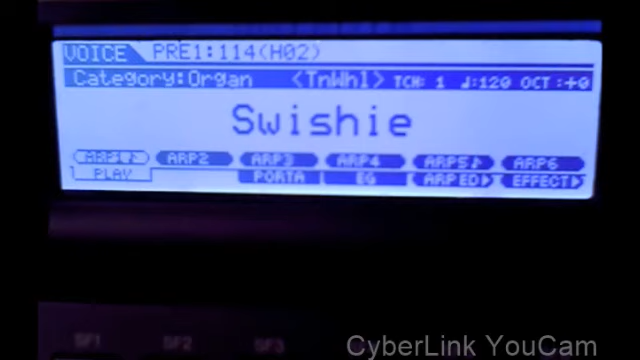 VOICE PRE1:114(H02)
Category:Organ <TnWhl> TCH: 1 ♩:120 OCT :+0
Swishie
ARP1♪ ARP2 ARP3 ARP4 ARP5♪ ARP6
PLAY PORTA EG ARP ED▶ EFFECT▶
SF1 SF2 SF3
CyberLink YouCam